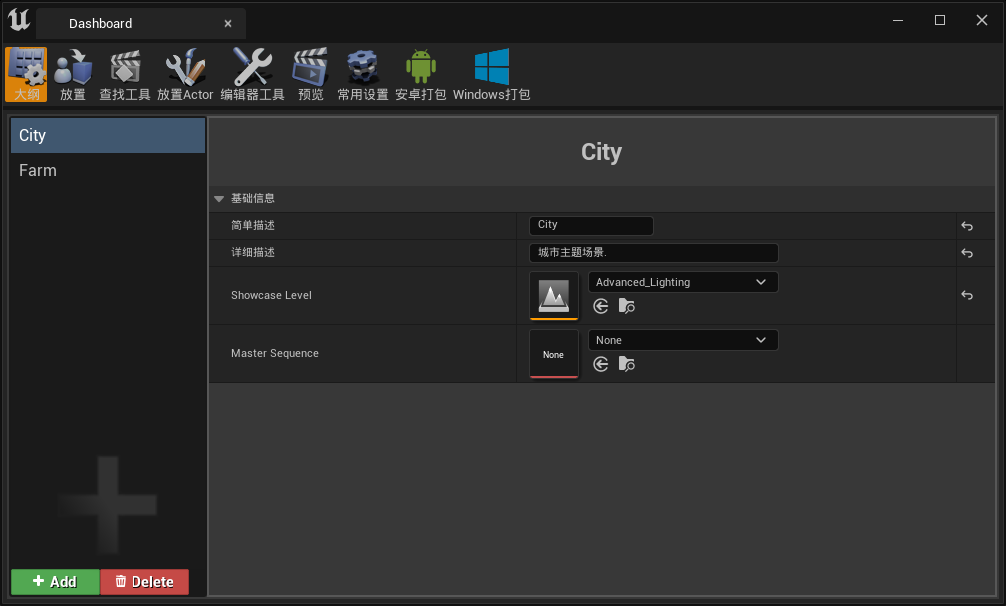 Dashboard
大纲 放置 查找工具 放置Actor 编辑器工具 预览 常用设置 安卓打包 Windows打包
City
Farm
City
基础信息
简单描述 City
详细描述 城市主题场景.
Showcase Level Advanced_Lighting
Master Sequence None None
Add Delete